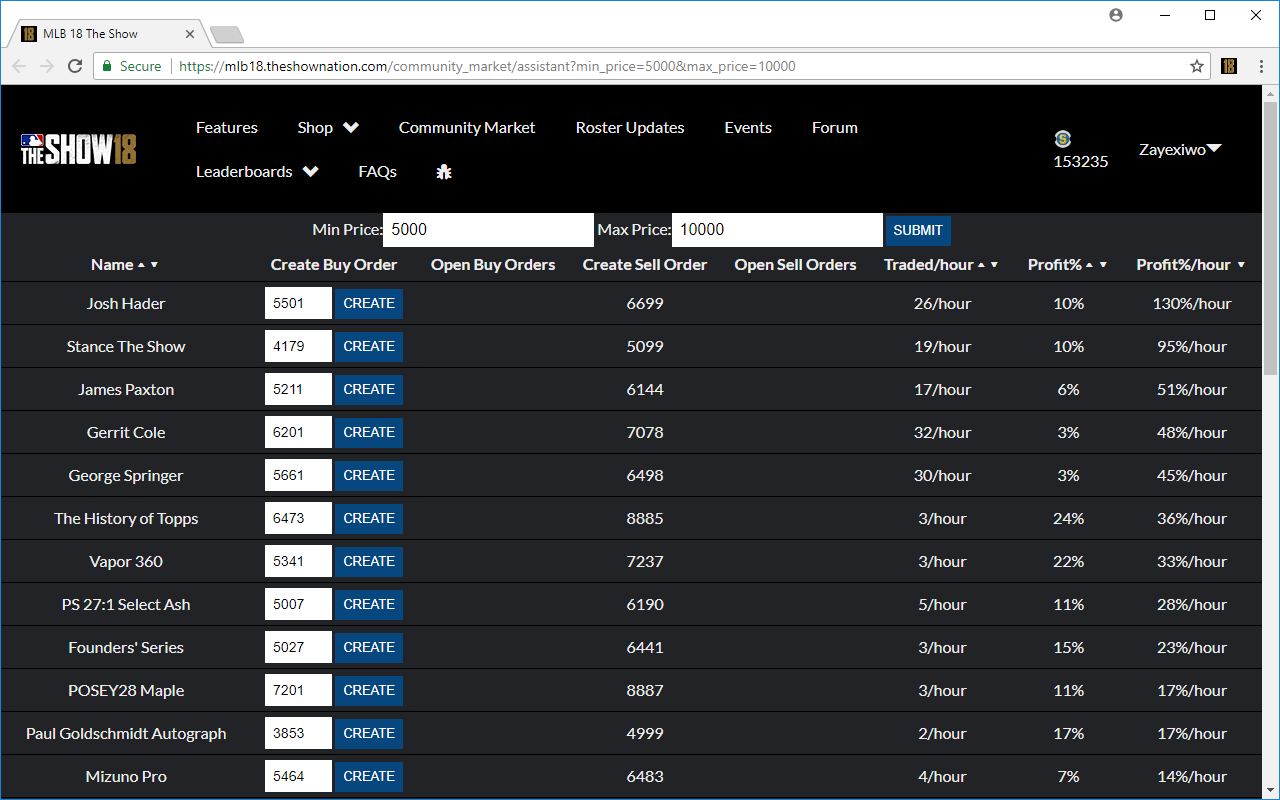 18 MLB 18 The Show
Secure https://mlb18.theshownation.com/community_market/assistant?min_price=5000&max_price=10000 18
Features Shop Community Market Roster Updates Events Forum
THE SHOW18 S 153235 Zayexiwo
Leaderboards FAQs
Min Price: 5000 Max Price: 10000 SUBMIT
Name Create Buy Order Open Buy Orders Create Sell Order Open Sell Orders Traded/hour Profit% Profit%/hour
Josh Hader 5501 CREATE 6699 26/hour 10% 130%/hour
Stance The Show 4179 CREATE 5099 19/hour 10% 95%/hour
James Paxton 5211 CREATE 6144 17/hour 6% 51%/hour
Gerrit Cole 6201 CREATE 7078 32/hour 3% 48%/hour
George Springer 5661 CREATE 6498 30/hour 3% 45%/hour
The History of Topps 6473 CREATE 8885 3/hour 24% 36%/hour
Vapor 360 5341 CREATE 7237 3/hour 22% 33%/hour
PS 27:1 Select Ash 5007 CREATE 6190 5/hour 11% 28%/hour
Founders' Series 5027 CREATE 6441 3/hour 15% 23%/hour
POSEY28 Maple 7201 CREATE 8887 3/hour 11% 17%/hour
Paul Goldschmidt Autograph 3853 CREATE 4999 2/hour 17% 17%/hour
Mizuno Pro 5464 CREATE 6483 4/hour 7% 14%/hour